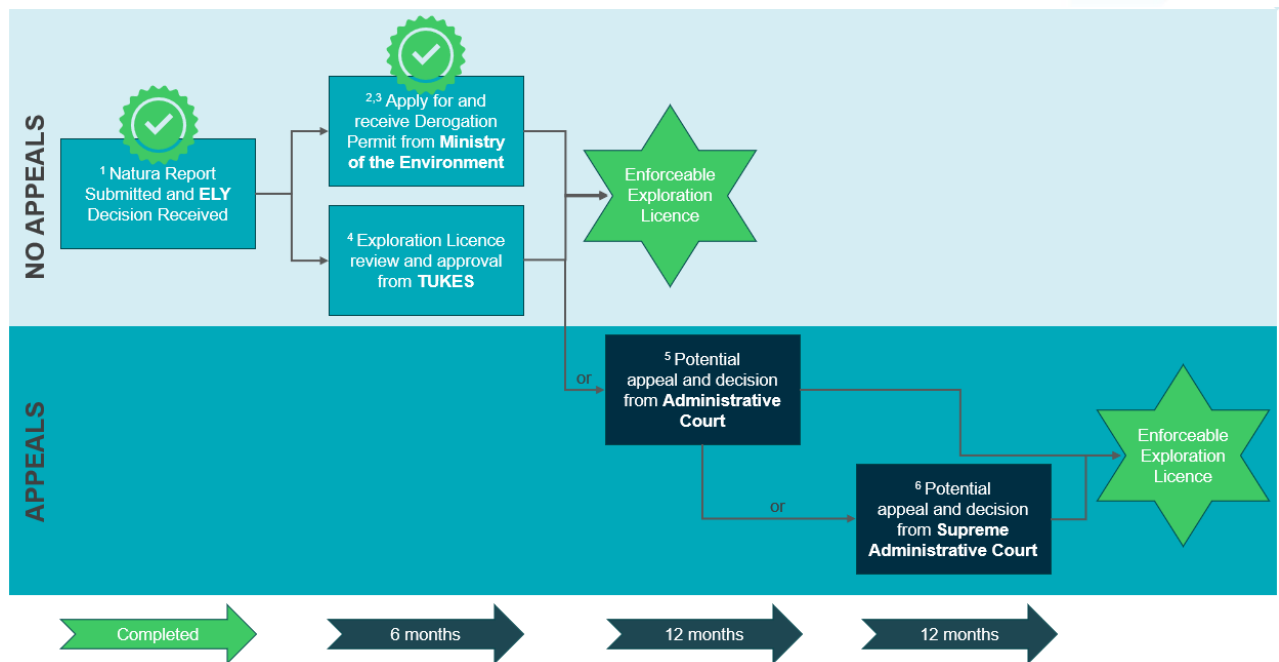 NO APPEALS
1 Natura Report
Submitted and ELY
Decision Received
2,3 Apply for and
receive Derogation
Permit from Ministry
of the Environment
4 Exploration Licence
review and approval
from TUKES
Enforceable
Exploration
Licence
APPEALS
or
5 Potential
appeal and decision
from Administrative
Court
or
6 Potential
appeal and decision
from Supreme
Administrative Court
Enforceable
Exploration
Licence
Completed
6 months
12 months
12 months